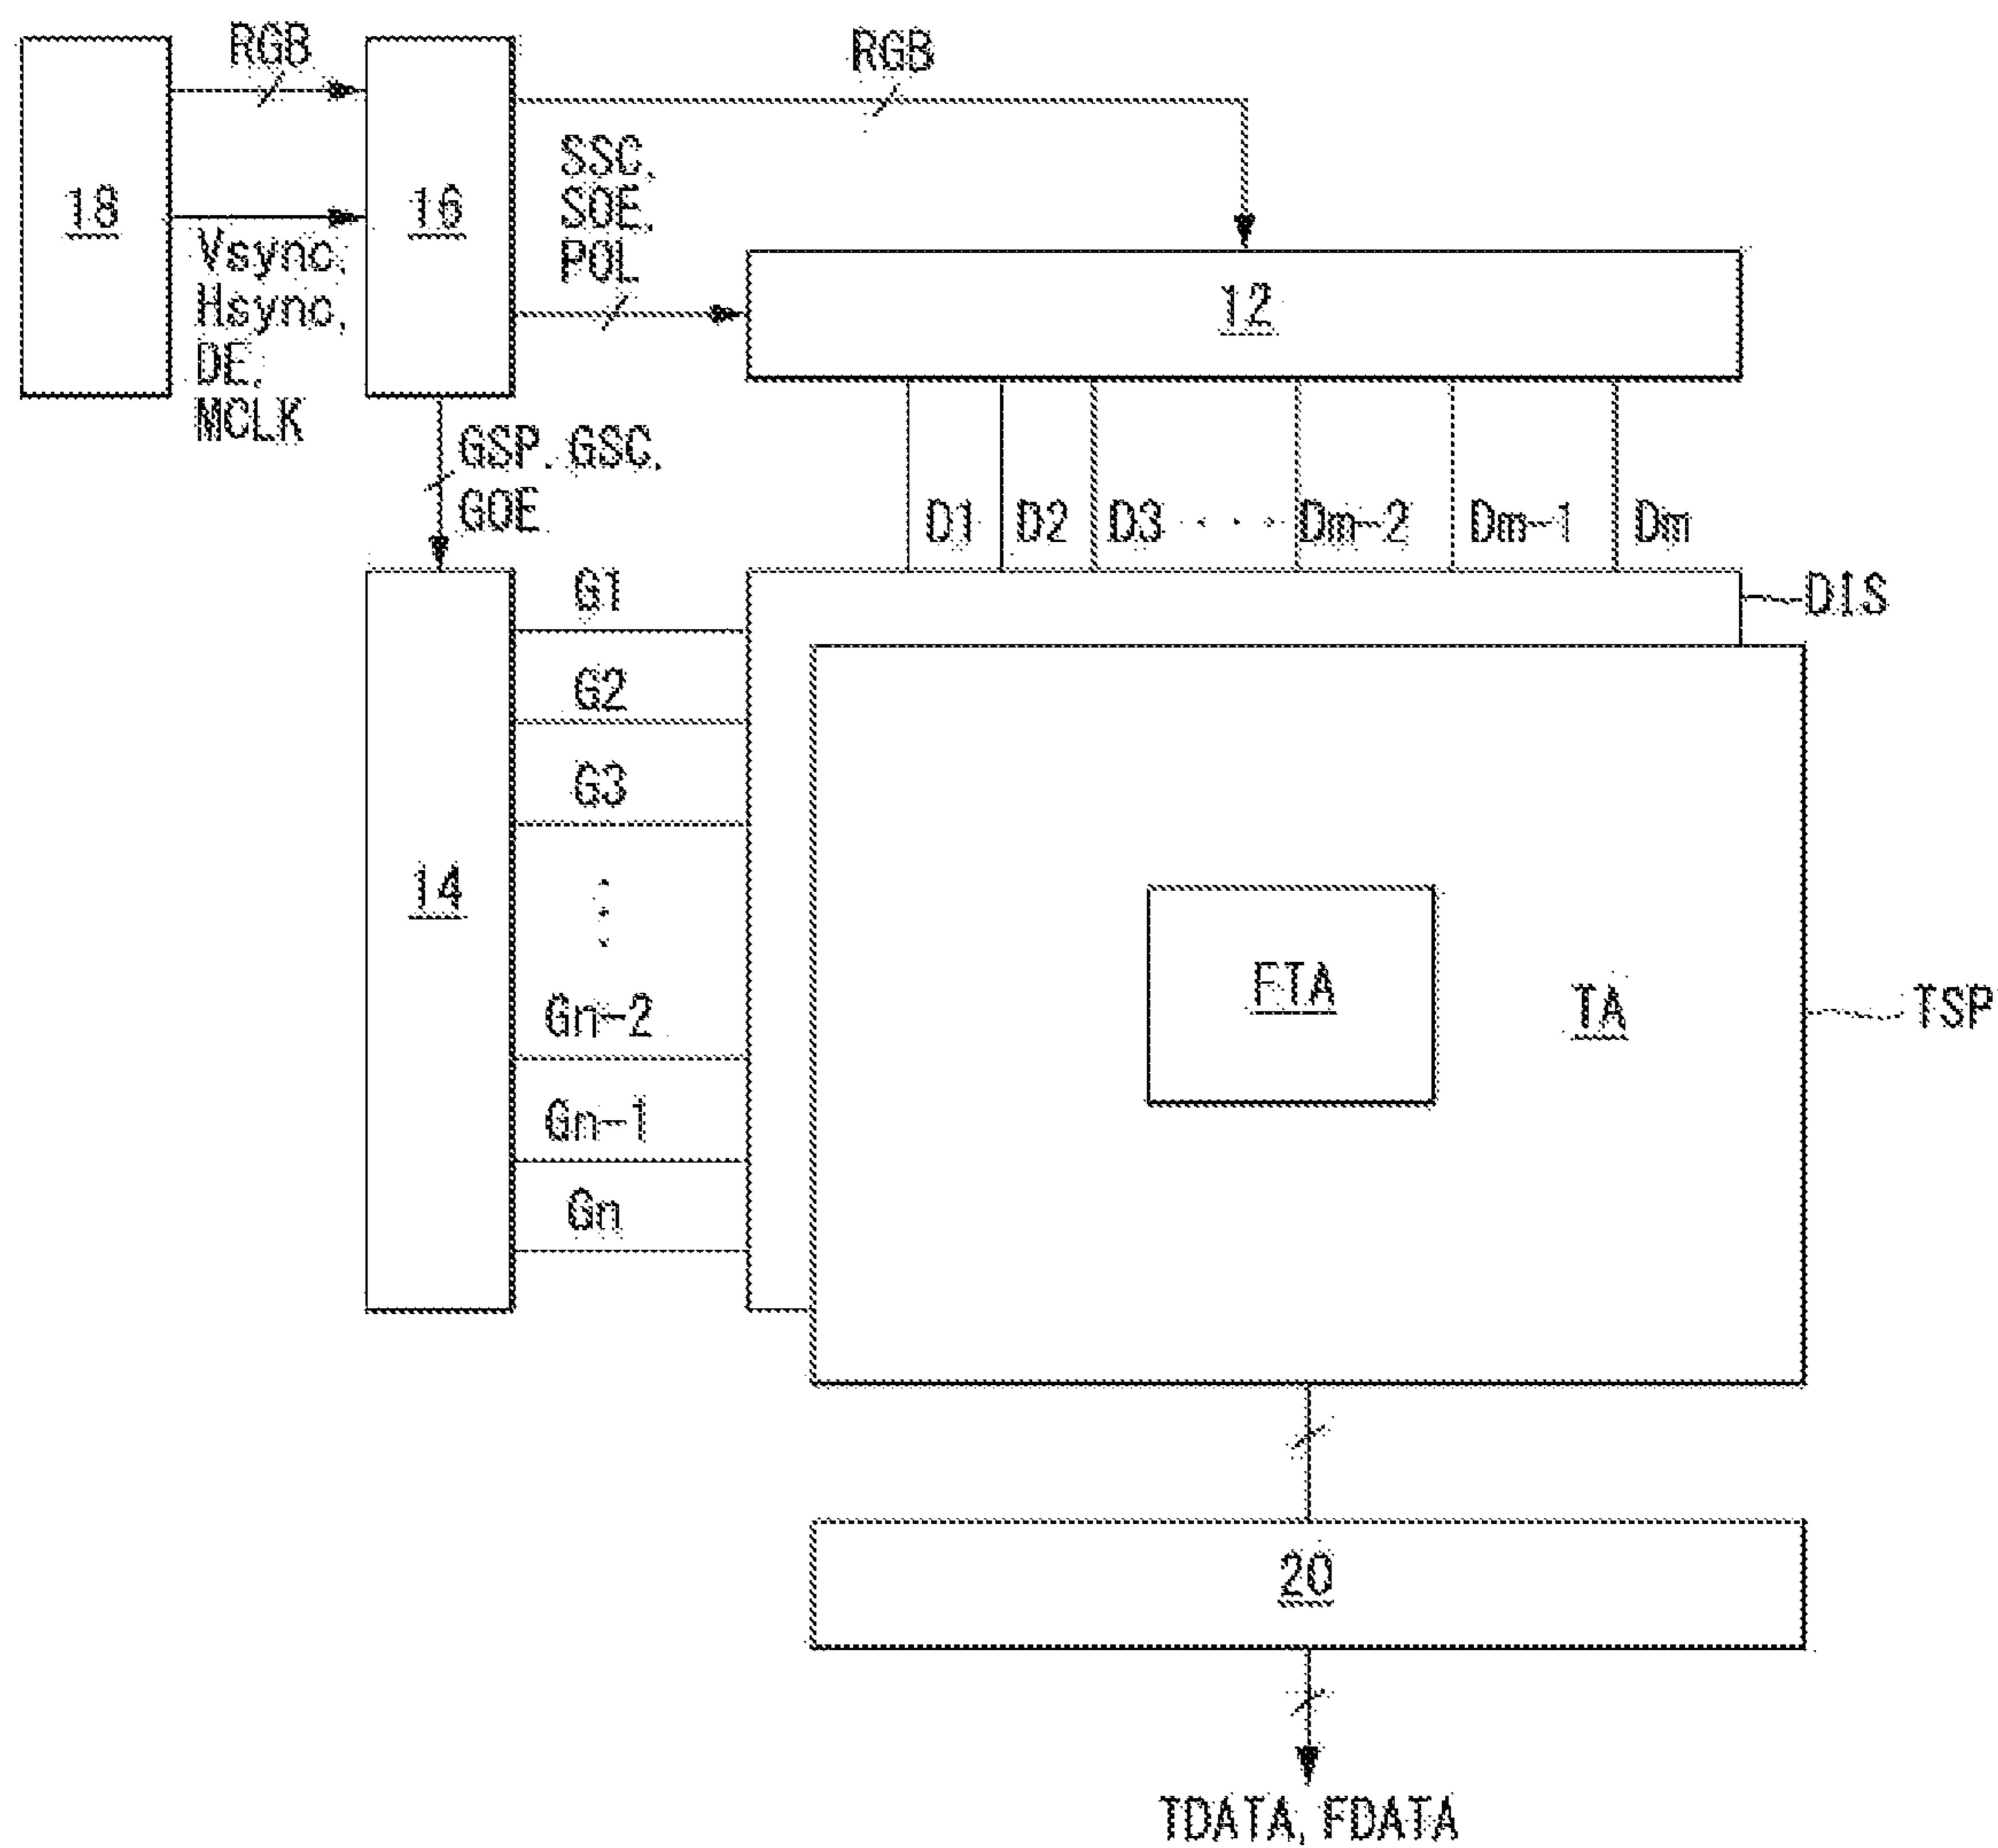 RGB
RGB
18
16
SSC,
SOE,
POL
Vsync,
Hsync,
DE,
MCLK
12
GSP, GSC,
GOE
D1 D2 D3 · · · · Dm-2 Dm-1 Dm
DIS
G1
G2
G3
14
Gn-2
Gn-1
Gn
FTA
TA
TSP
20
TDATA, FDATA